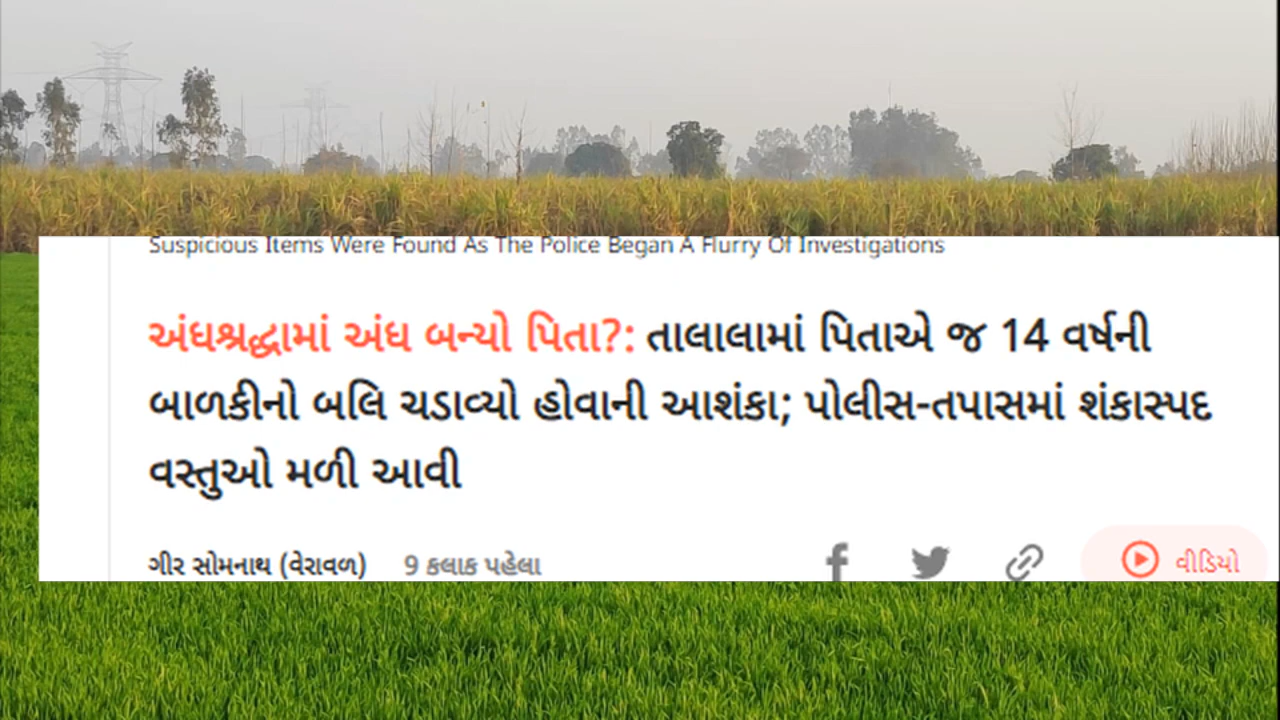 Suspicious Items Were Found As The Police Began A Flurry Of Investigations
અંધશ્રદ્ધામાં અંધ બન્યો પિતા?: તાલાલામાં પિતાએ જ 14 વર્ષની
બાળકીનો બલિ ચડાવ્યો હોવાની આશંકા; પોલીસ-તપાસમાં શંકાસ્પદ
વસ્તુઓ મળી આવી
ગીર સોમનાથ (વેરાવળ) 9 કલાક પહેલા વીડિયો